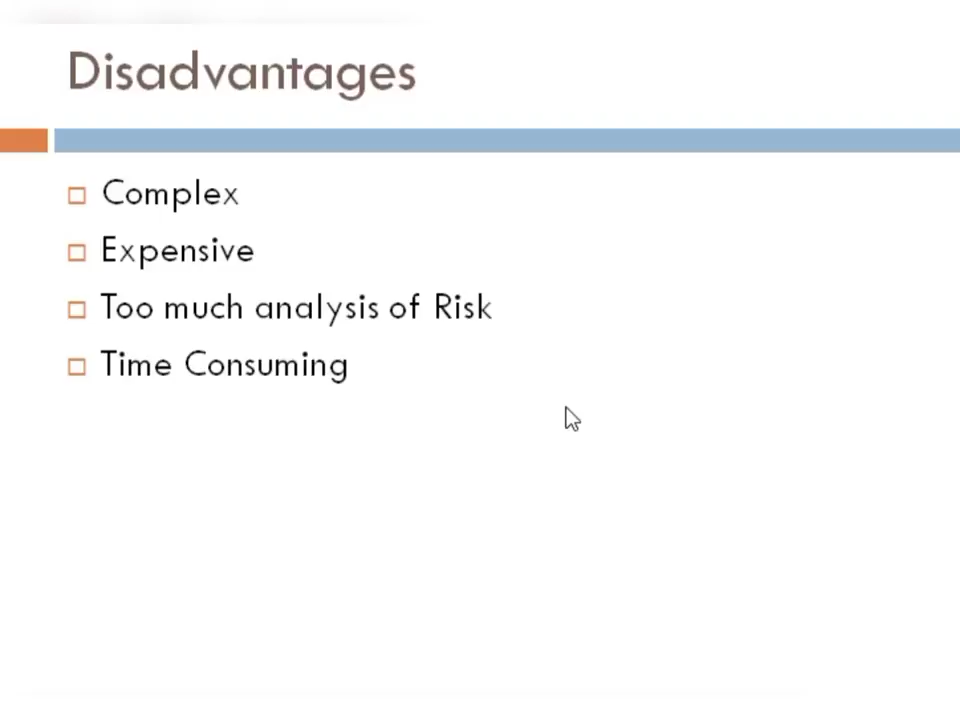 Disadvantages
Complex
Expensive
Too much analysis of Risk
Time Consuming